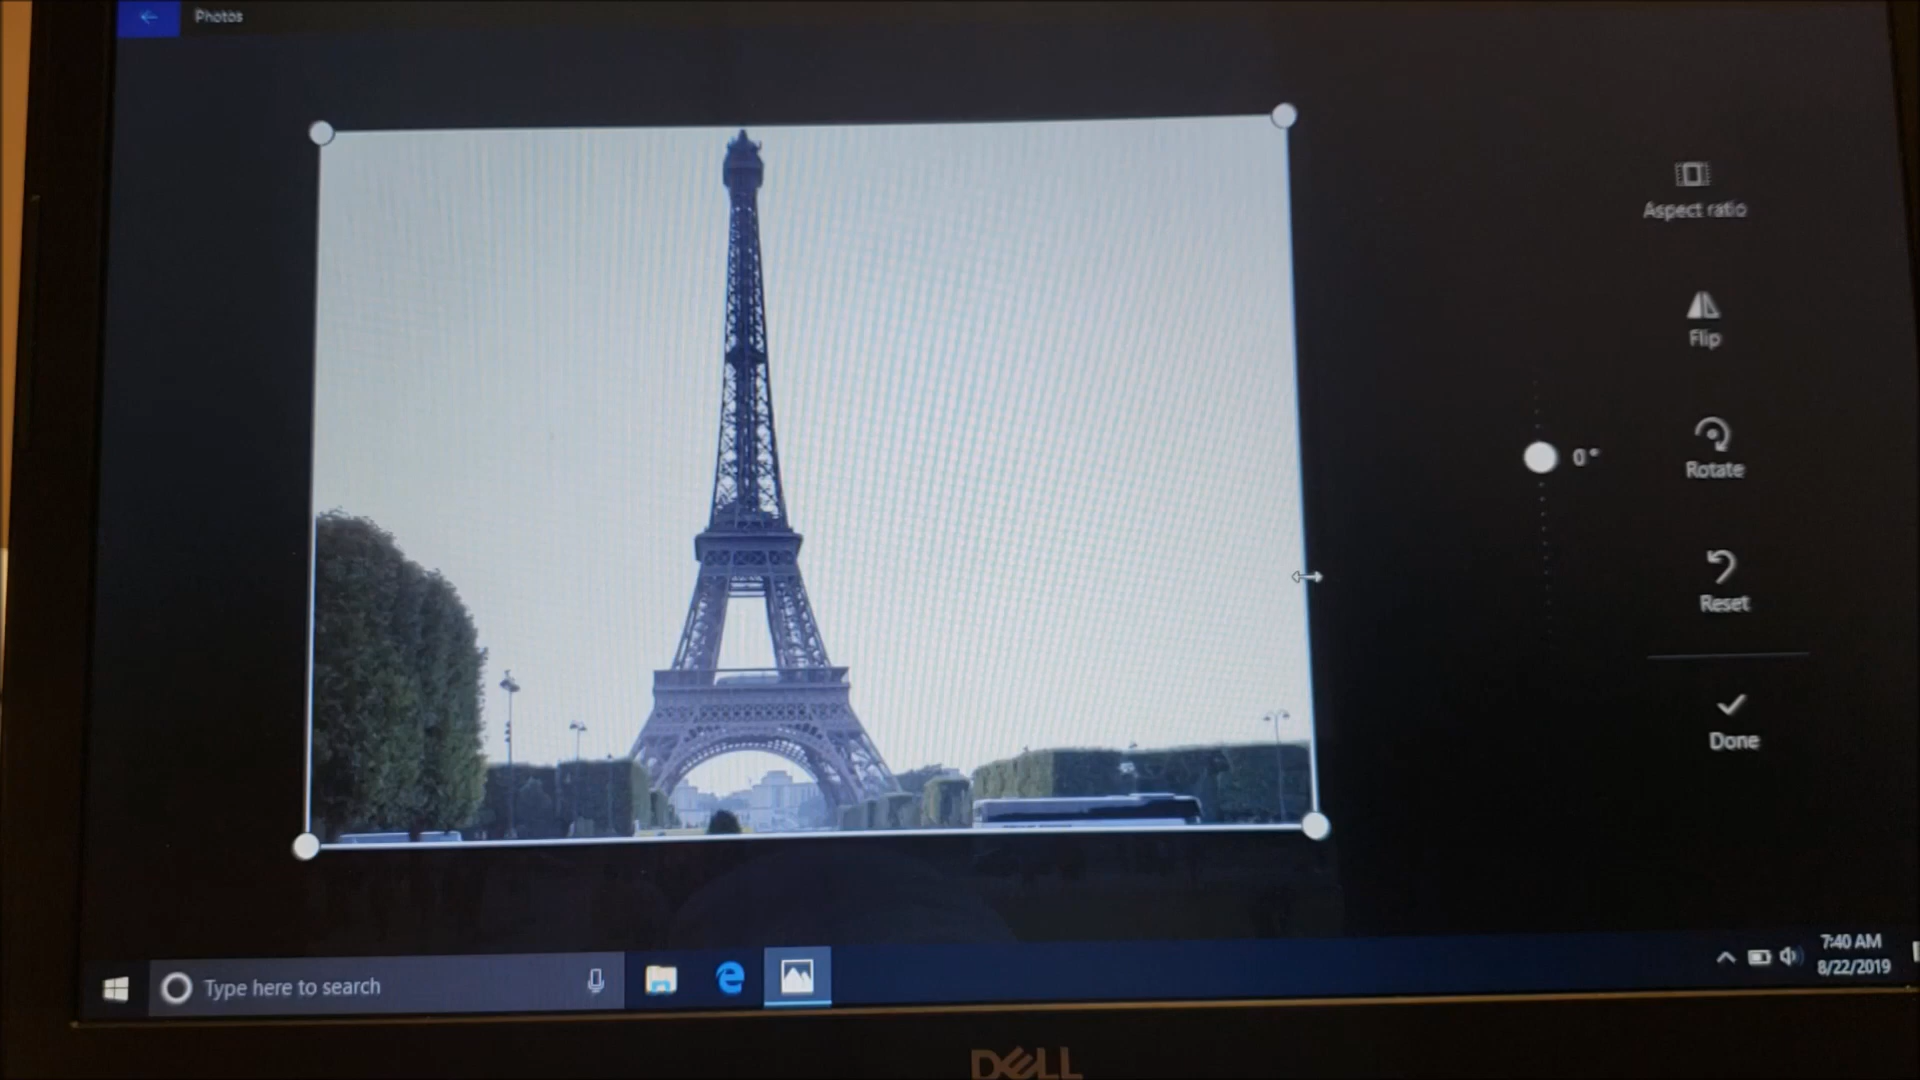 Photos
Aspect ratio
Flip
0°
Rotate
Reset
Done
Type here to search
7:40 AM
8/22/2019
DELL